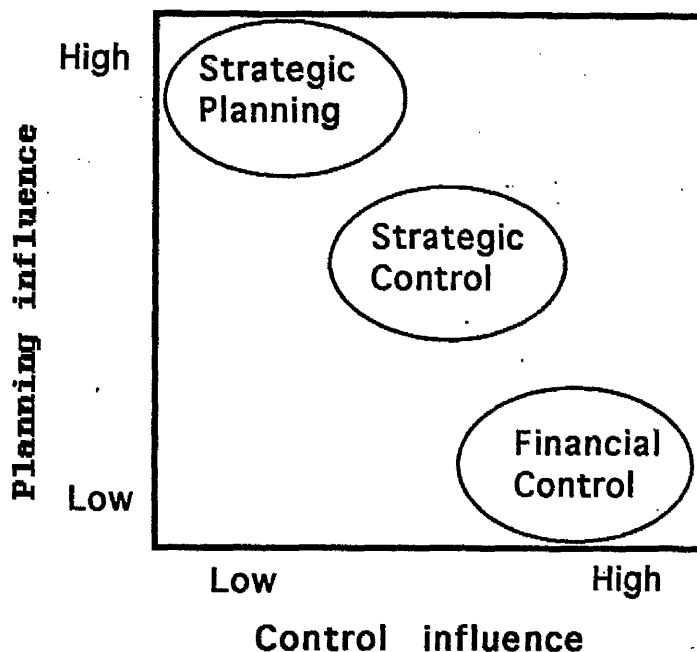 High
Strategic
Planning
Strategic
Control
Financial
Control
Low
Planning influence
Low
High
Control influence